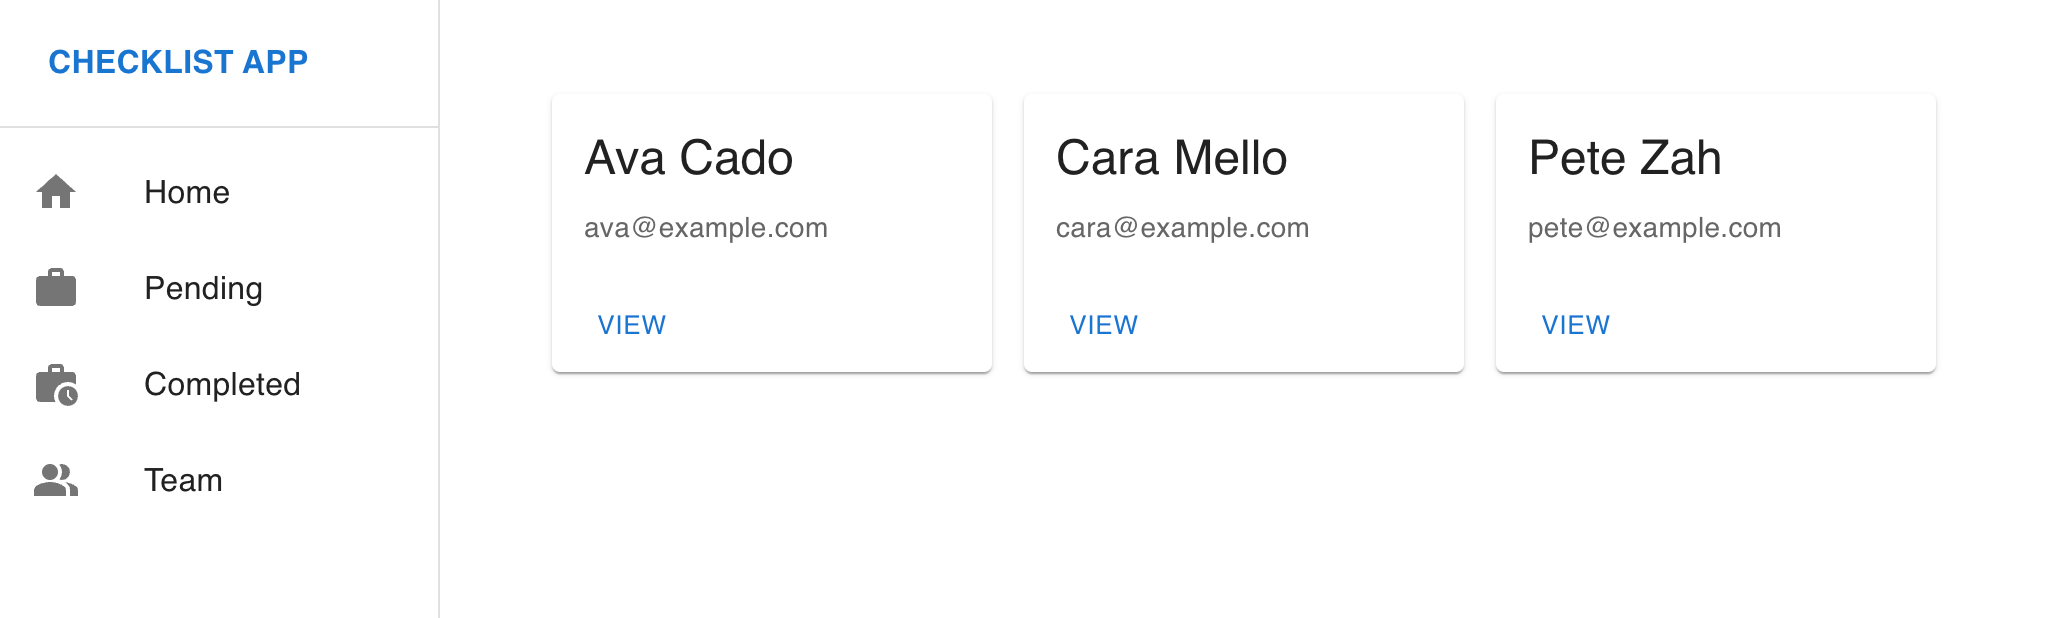 CHECKLIST APP
Home
Pending
Completed
Team
Ava Cado
ava@example.com
VIEW
Cara Mello
cara@example.com
VIEW
Pete Zah
pete@example.com
VIEW